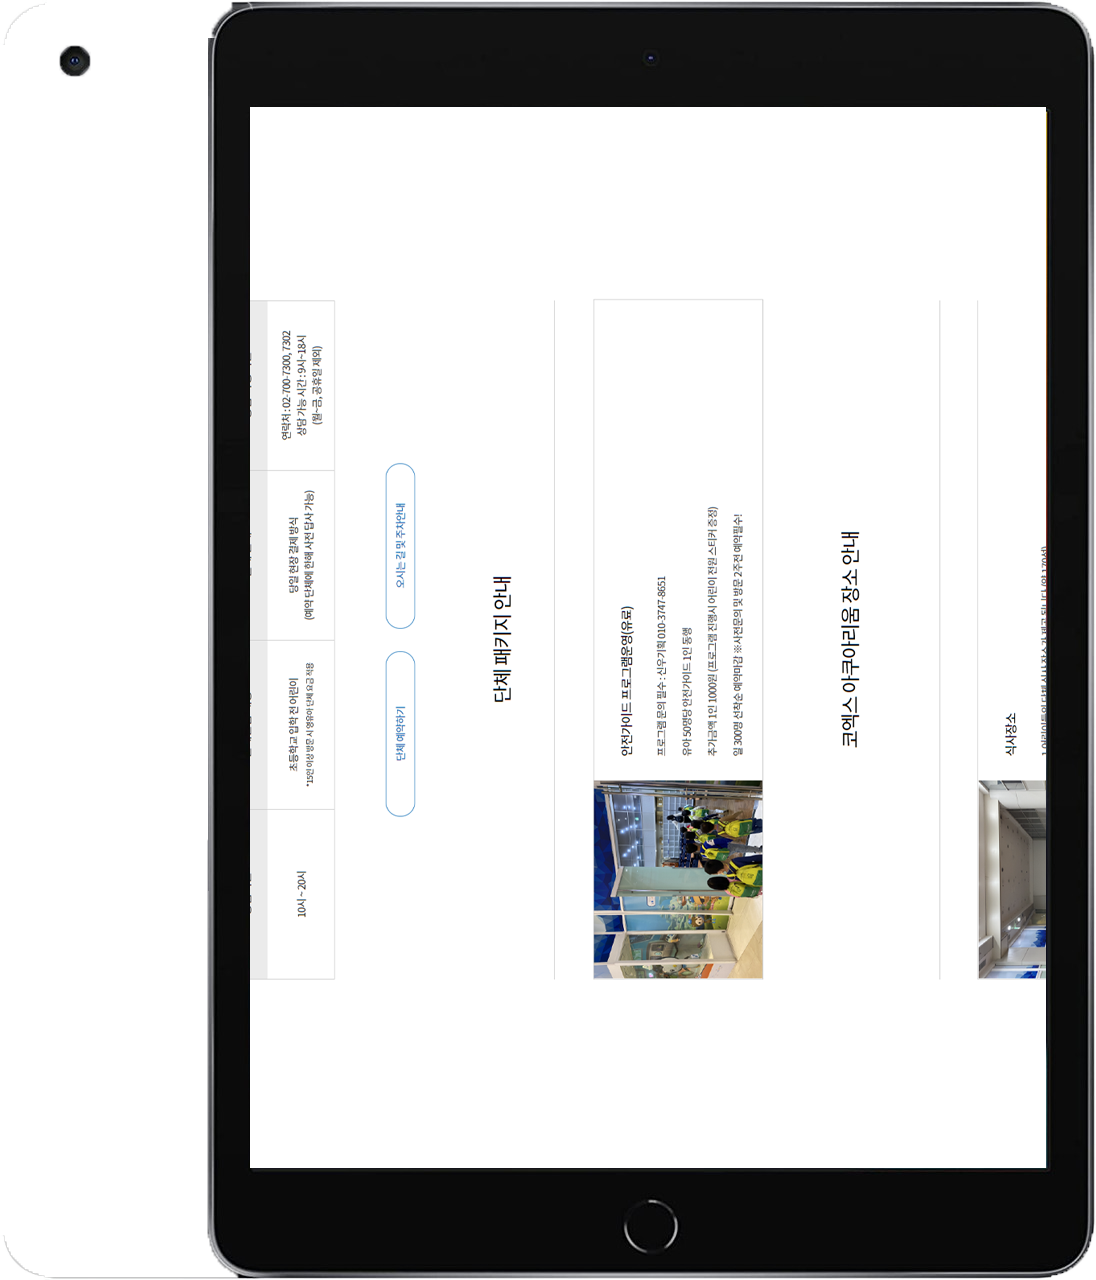 10시 ~ 20시
초등학교 입학 전 어린이
*15인 이상 방문 시 영유아 단체 요금 적용
당일 현장 결제 방식
(예약 단체에 한해 사전 답사 가능)
연락처 : 02-700-7300, 7302
상담 가능 시간 : 9시~18시
(월~금, 공휴일 제외)
단체 예약하기
오시는 길 및 주차안내
단체 패키지 안내
안전가이드 프로그램운영(유료)
프로그램 문의 필수 : 신우기획 010-3747-8651
유아 50명당 안전가이드 1인 동행
추가금액 1인 1000원 (프로그램 진행시 어린이 전원 스티커 증정)
일 300명 선착순 예약마감 ※사전문의 및 방문 2주전 예약필수!
코엑스 아쿠아리움 장소 안내
식사장소